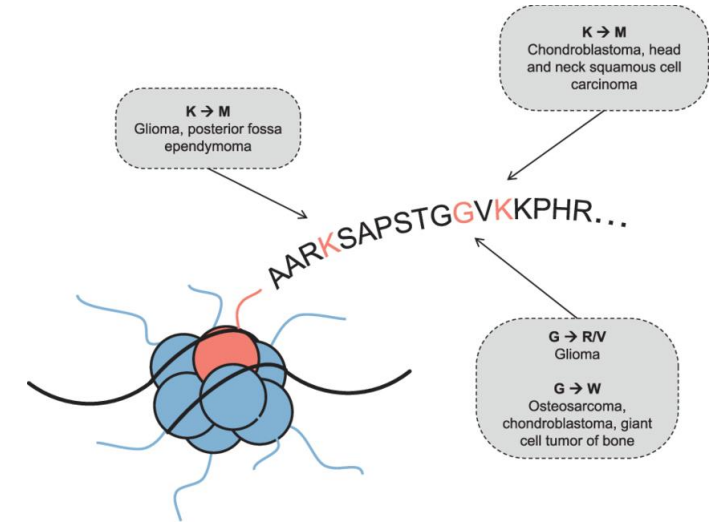 K → M
Chondroblastoma, head
and neck squamous cell
carcinoma
K → M
Glioma, posterior fossa
ependymoma
AARKSAPSTGGVKKPHR...
G → R/V
Glioma
G → W
Osteosarcoma,
chondroblastoma, giant
cell tumor of bone